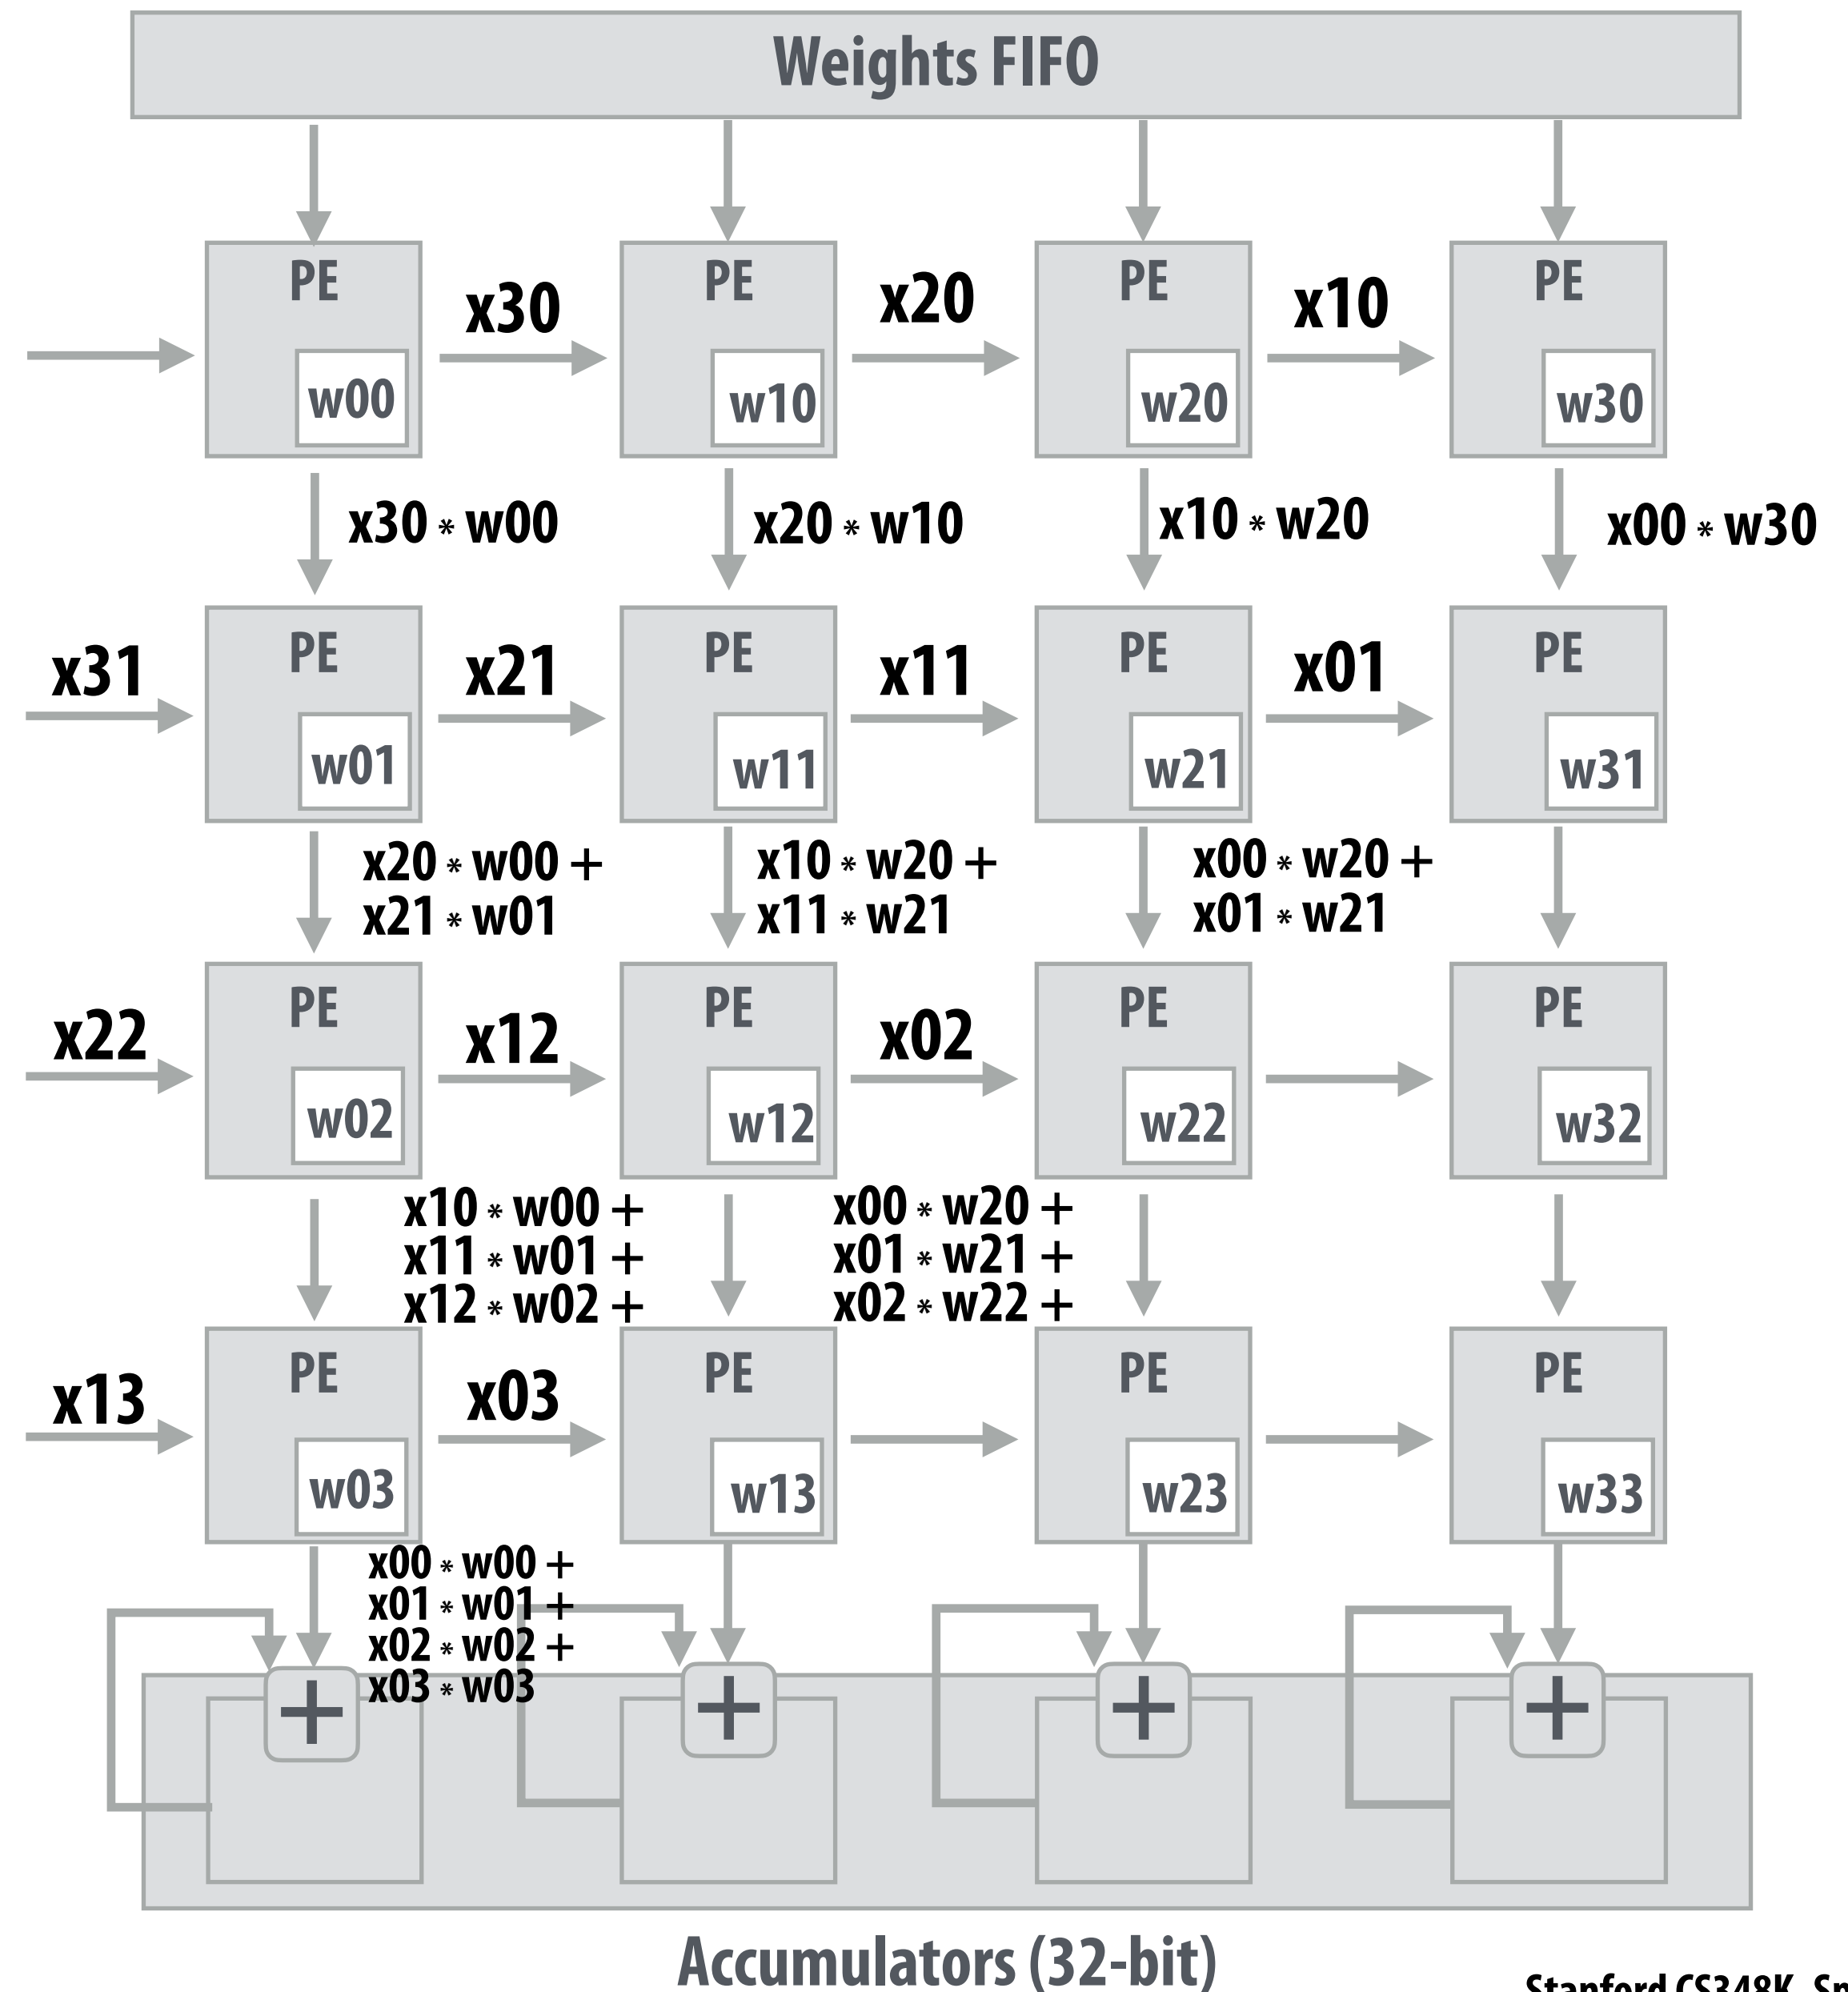 Weights FIFO
PE PE PE PE
x30 x20 x10
w00 w10 w20 w30
x30 * w00 x20 * w10 x10 * w20 x00 * w30
PE PE PE PE
x31 x21 x11 x01
w01 w11 w21 w31
x20 * w00 + x10 * w20 + x00 * w20 +
x21 * w01 x11 * w21 x01 * w21
PE PE PE PE
x22 x12 x02
w02 w12 w22 w32
x10 * w00 + x00 * w20 +
x11 * w01 + x01 * w21 +
x12 * w02 + x02 * w22 +
PE PE PE PE
x13 x03
w03 w13 w23 w33
x00 * w00 +
x01 * w01 +
x02 * w02 +
x03 * w03
+ + + +
Accumulators (32-bit)
Stanford CS348K,